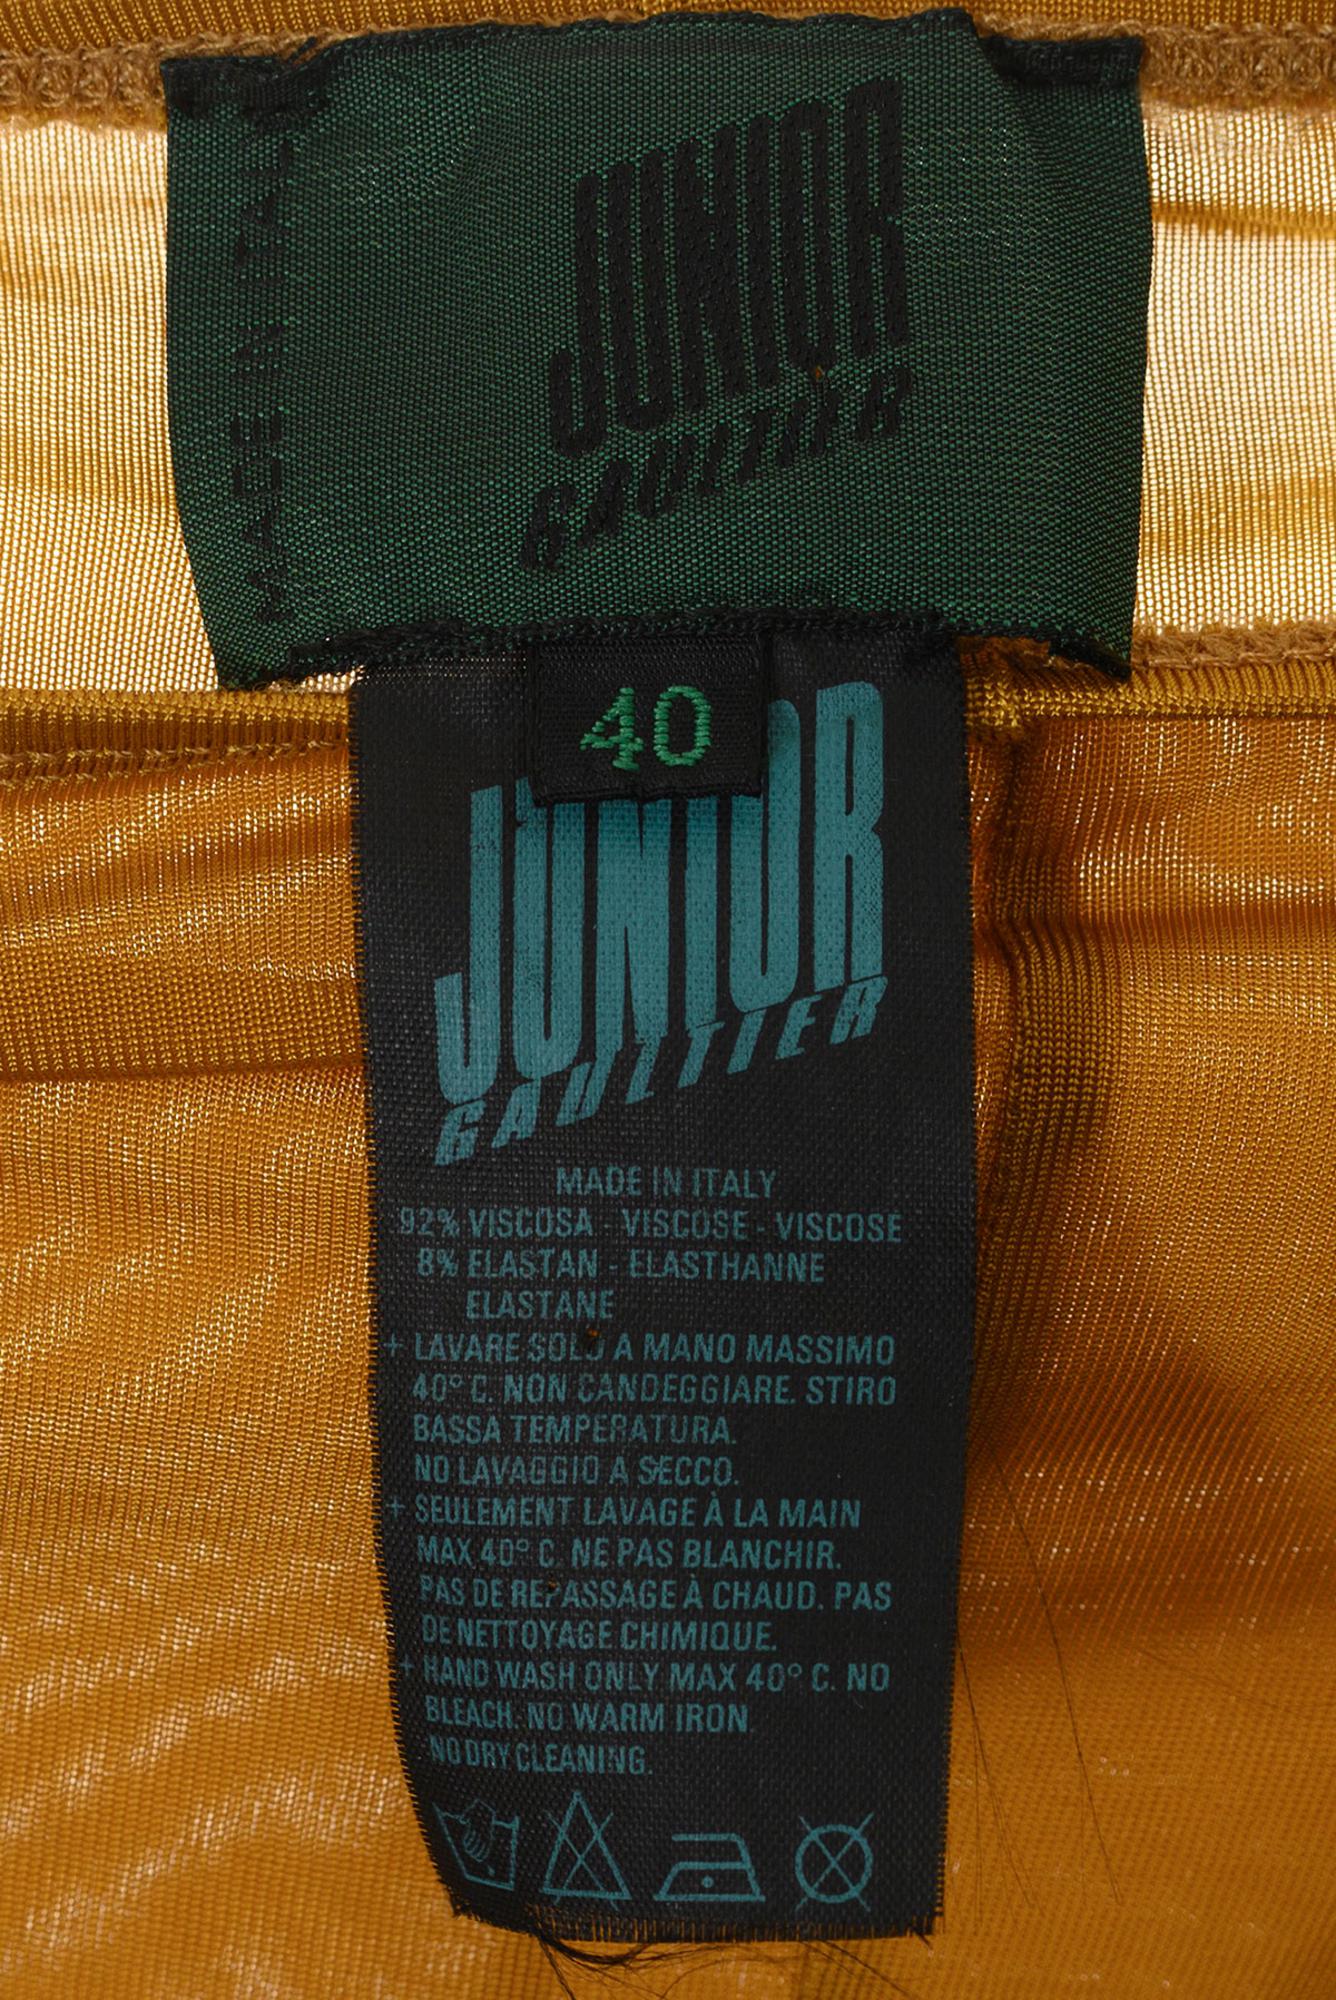 MADE IN ITALY
JUNIOR
GAULTIER
40
JUNIOR
GAULTIER
MADE IN ITALY
92% VISCOSA - VISCOSE - VISCOSE
8% ELASTAN - ELASTHANNE
ELASTANE
+ LAVARE SOLO A MANO MASSIMO
40° C. NON CANDEGGIARE. STIRO
BASSA TEMPERATURA.
NO LAVAGGIO A SECCO.
+ SEULEMENT LAVAGE À LA MAIN
MAX 40° C. NE PAS BLANCHIR.
PAS DE REPASSAGE À CHAUD. PAS
DE NETTOYAGE CHIMIQUE.
+ HAND WASH ONLY MAX 40° C. NO
BLEACH. NO WARM IRON.
NO DRY CLEANING.